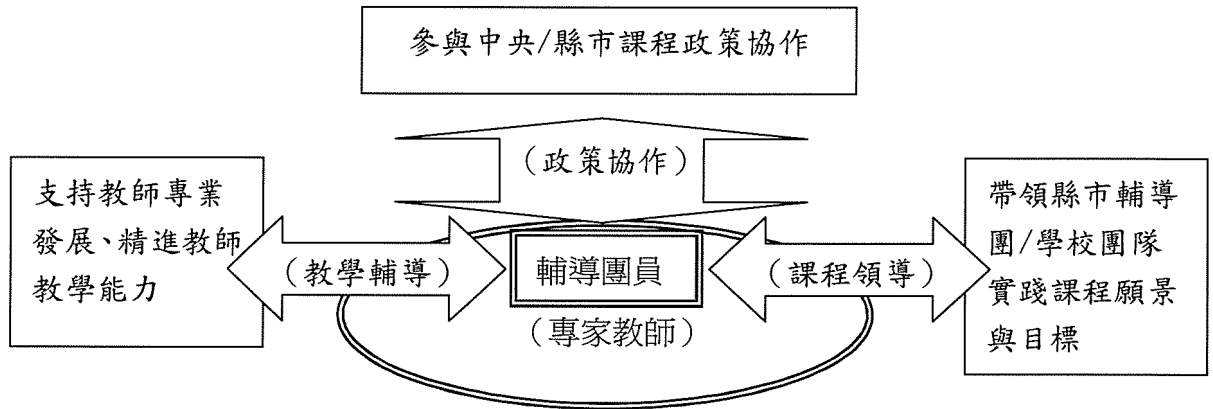 參與中央/縣市課程政策協作
（政策協作）
支持教師專業
發展、精進教師
教學能力
（教學輔導）
輔導團員
（專家教師）
（課程領導）
帶領縣市輔導
團/學校團隊
實踐課程願景
與目標